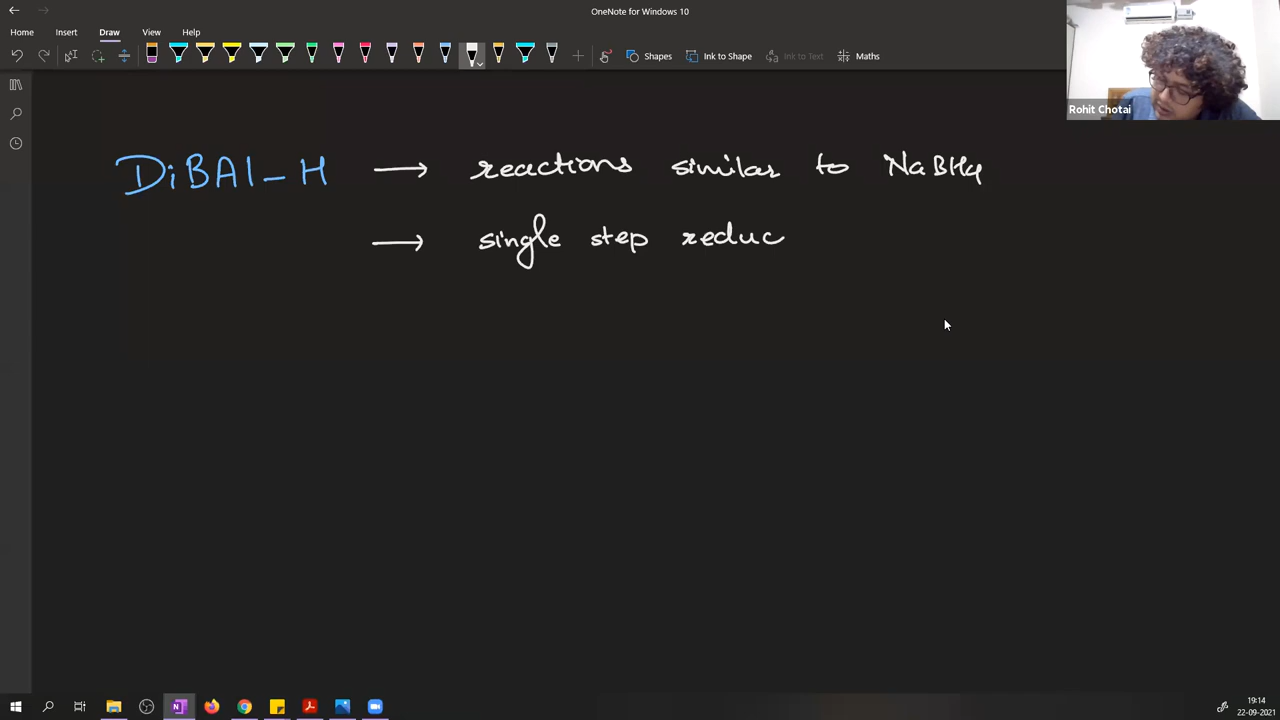 OneNote for Windows 10
Home Insert Draw View Help
Shapes Ink to Shape Ink to Text Maths
Rohit Chotai
DiBAl-H → reactions similar to NaBH4
→ single step reduc
19:14
22-09-2021